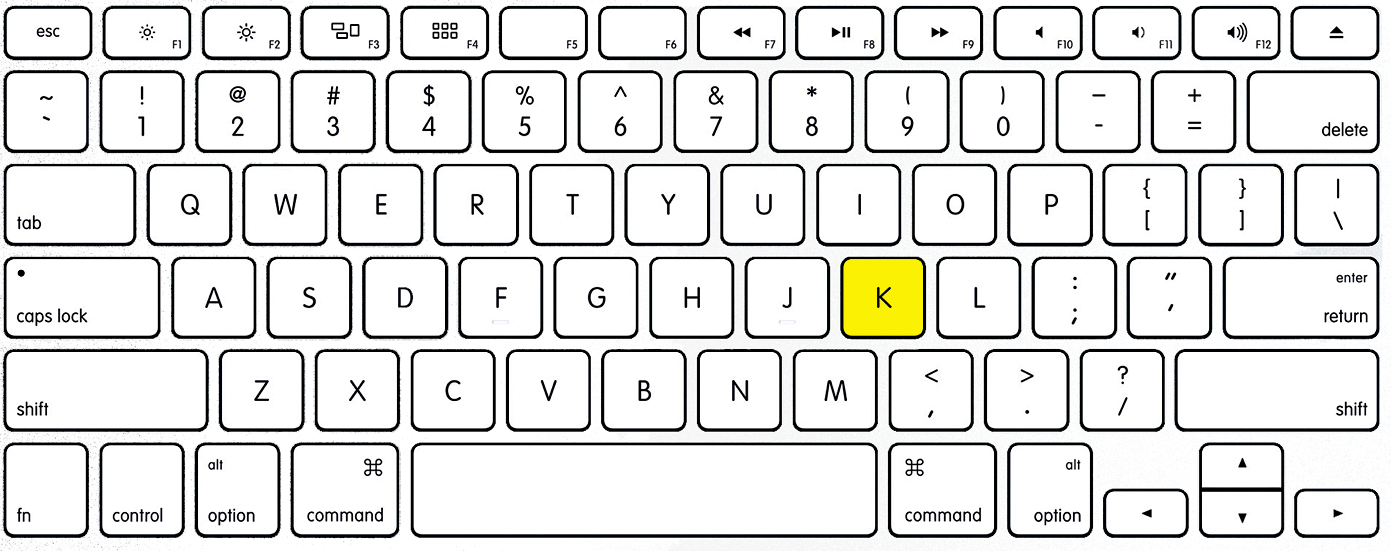 esc F1 F2 F3 F4 F5 F6 F7 F8 F9 F10 F11 F12
~ ! @ # $ % ^ & * ( ) – +
` 1 2 3 4 5 6 7 8 9 0 - = delete
tab Q W E R T Y U I O P { [ } ] | \
caps lock A S D F G H J K L : ; " ' enter return
shift Z X C V B N M < , > . ? / shift
fn control alt option ⌘ command ⌘ command alt option